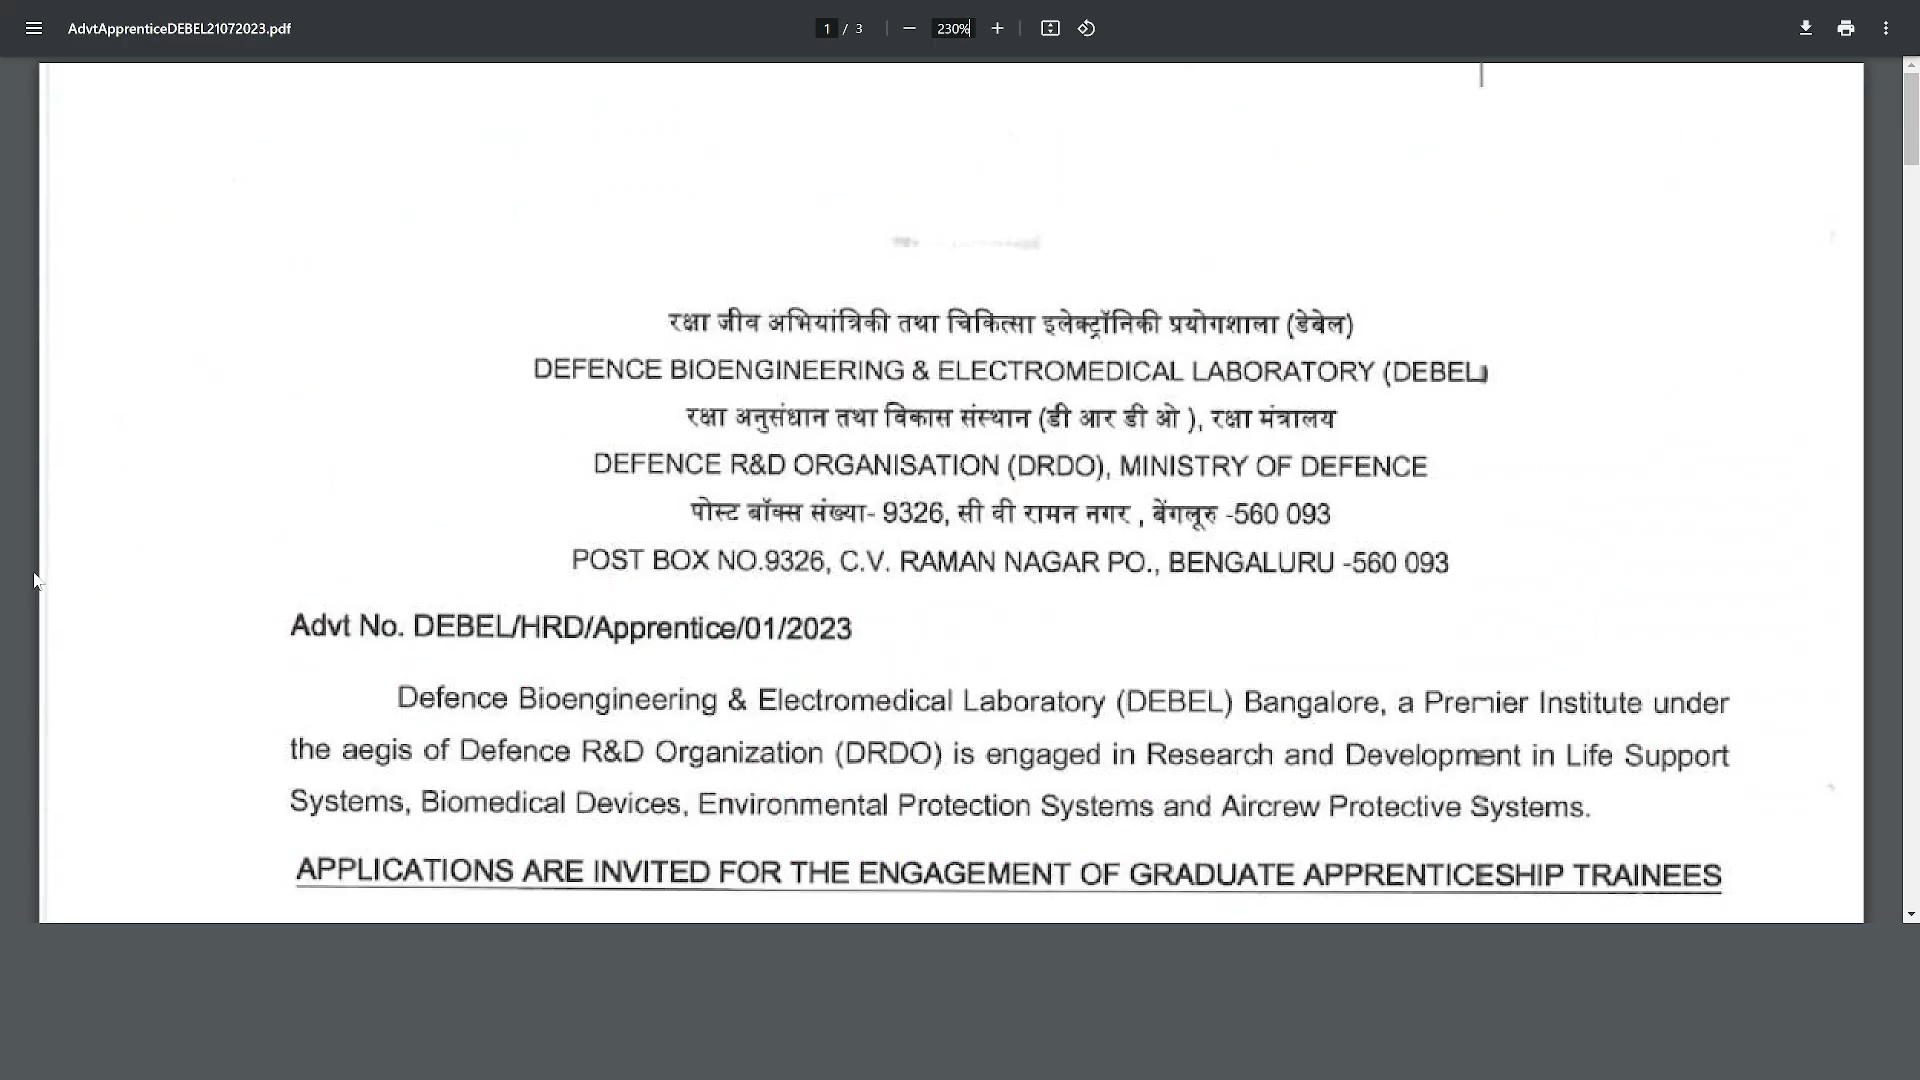 AdvtApprenticeDEBEL21072023.pdf
1 / 3
230%
रक्षा जीव अभियांत्रिकी तथा चिकित्सा इलेक्ट्रॉनिकी प्रयोगशाला (डेबेल)
DEFENCE BIOENGINEERING & ELECTROMEDICAL LABORATORY (DEBEL)
रक्षा अनुसंधान तथा विकास संस्थान (डी आर डी ओ ), रक्षा मंत्रालय
DEFENCE R&D ORGANISATION (DRDO), MINISTRY OF DEFENCE
पोस्ट बॉक्स संख्या- 9326, सी वी रामन नगर , बेंगलूरु -560 093
POST BOX NO.9326, C.V. RAMAN NAGAR PO., BENGALURU -560 093
Advt No. DEBEL/HRD/Apprentice/01/2023
Defence Bioengineering & Electromedical Laboratory (DEBEL) Bangalore, a Premier Institute under
the aegis of Defence R&D Organization (DRDO) is engaged in Research and Development in Life Support
Systems, Biomedical Devices, Environmental Protection Systems and Aircrew Protective Systems.
APPLICATIONS ARE INVITED FOR THE ENGAGEMENT OF GRADUATE APPRENTICESHIP TRAINEES